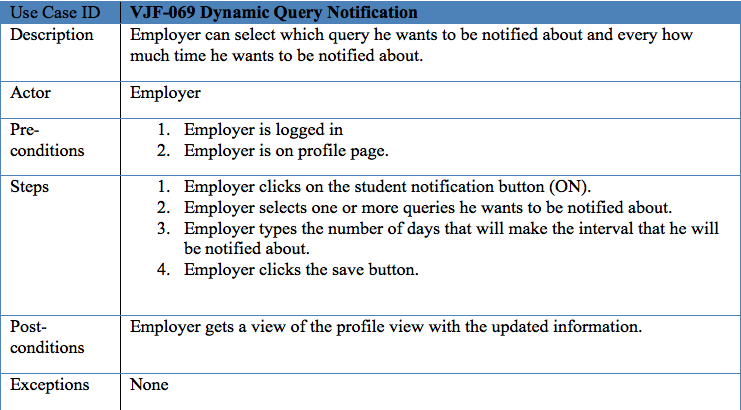 Use Case ID VJF-069 Dynamic Query Notification
Description Employer can select which query he wants to be notified about and every how
much time he wants to be notified about.
Actor Employer
Pre-
conditions
1. Employer is logged in
2. Employer is on profile page.
Steps
1. Employer clicks on the student notification button (ON).
2. Employer selects one or more queries he wants to be notified about.
3. Employer types the number of days that will make the interval that he will
be notified about.
4. Employer clicks the save button.
Post-
conditions
Employer gets a view of the profile view with the updated information.
Exceptions None